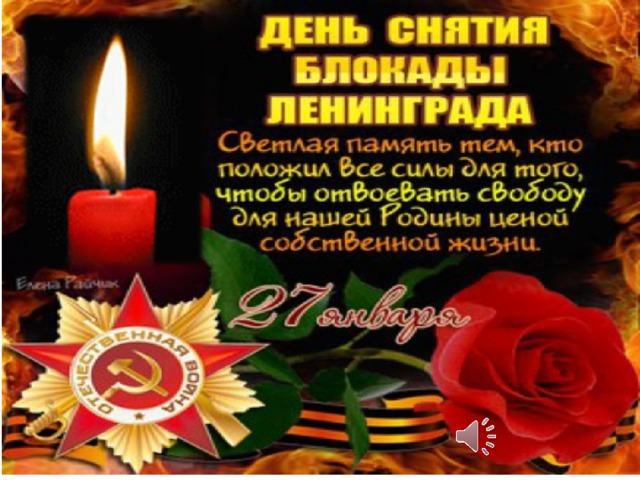 ДЕНЬ СНЯТИЯ
БЛОКАДЫ
ЛЕНИНГРАДА
Светлая память тем, кто
положил все силы для того,
чтобы отвоевать свободу
для нашей Родины ценой
собственной жизни.
Елена Райчик
27 января
ОТЕЧЕСТВЕННАЯ ВОЙНА